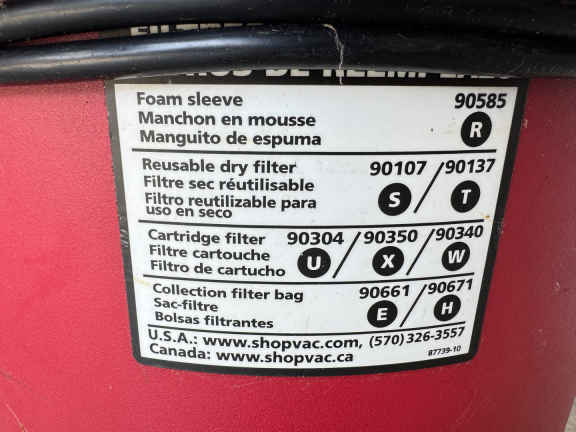 Foam sleeve 90585
Manchon en mousse
Manguito de espuma R
Reusable dry filter 90107 / 90137
Filtre sec réutilisable
Filtro reutilizable para S T
uso en seco
Cartridge filter 90304 / 90350 / 90340
Filtre cartouche
Filtro de cartucho U X W
Collection filter bag 90661 / 90671
Sac-filtre
Bolsas filtrantes E H
U.S.A.: www.shopvac.com, (570) 326-3557
Canada: www.shopvac.ca 87739-10